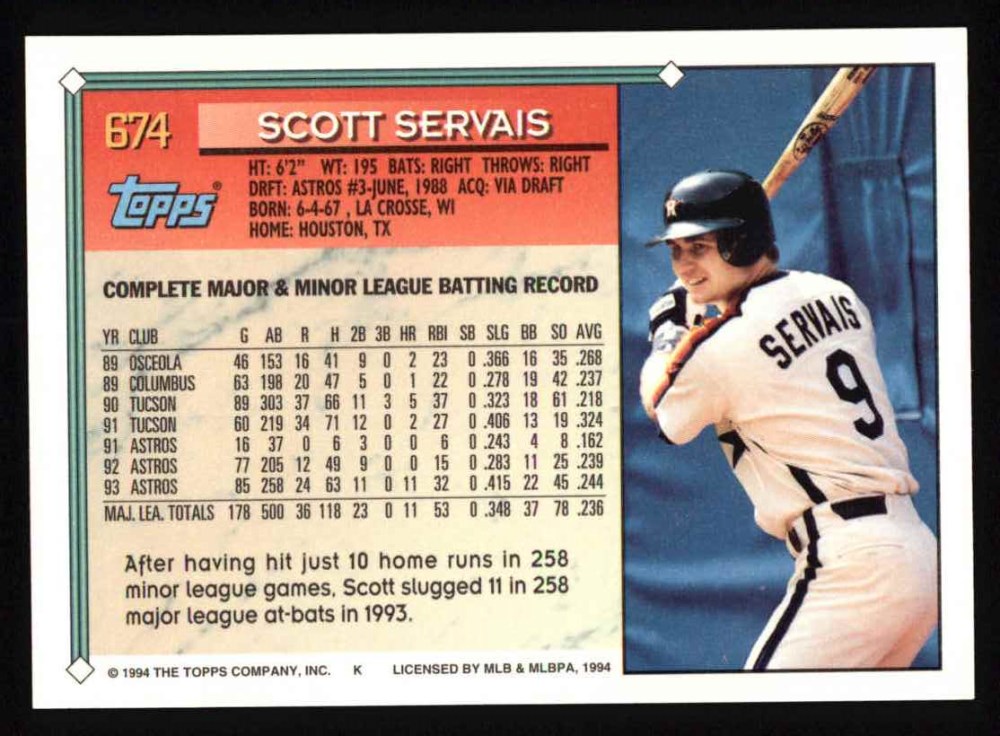 674
SCOTT SERVAIS
Topps®
HT: 6'2" WT: 195 BATS: RIGHT THROWS: RIGHT
DRFT: ASTROS #3-JUNE, 1988 ACQ: VIA DRAFT
BORN: 6-4-67 , LA CROSSE, WI
HOME: HOUSTON, TX
COMPLETE MAJOR & MINOR LEAGUE BATTING RECORD
YR CLUB G AB R H 2B 3B HR RBI SB SLG BB SO AVG
89 OSCEOLA 46 153 16 41 9 0 2 23 0 .366 16 35 .268
89 COLUMBUS 63 198 20 47 5 0 1 22 0 .278 19 42 .237
90 TUCSON 89 303 37 66 11 3 5 37 0 .323 18 61 .218
91 TUCSON 60 219 34 71 12 0 2 27 0 .406 13 19 .324
91 ASTROS 16 37 0 6 3 0 0 6 0 .243 4 8 .162
92 ASTROS 77 205 12 49 9 0 0 15 0 .283 11 25 .239
93 ASTROS 85 258 24 63 11 0 11 32 0 .415 22 45 .244
MAJ. LEA. TOTALS 178 500 36 118 23 0 11 53 0 .348 37 78 .236
After having hit just 10 home runs in 258
minor league games, Scott slugged 11 in 258
major league at-bats in 1993.
© 1994 THE TOPPS COMPANY, INC. K LICENSED BY MLB & MLBPA, 1994
SERVAIS
9